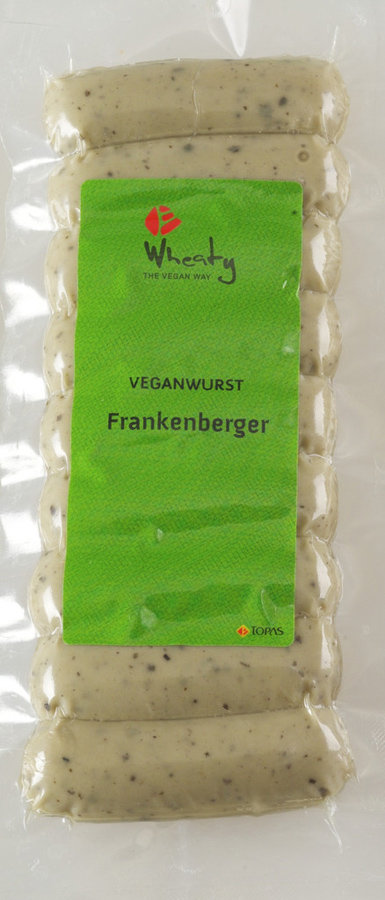 Wheaty
THE VEGAN WAY
VEGANWURST
Frankenberger
TOPAS